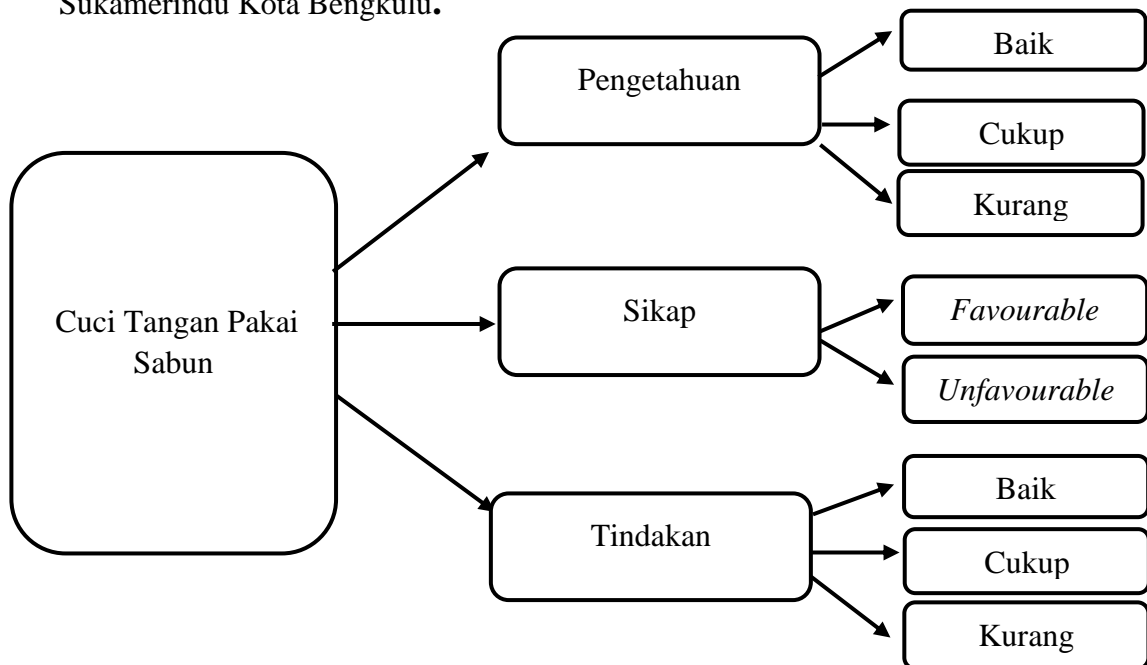 Sukamerindu Kota Bengkulu.
Pengetahuan
Baik
Cukup
Kurang
Cuci Tangan Pakai
Sabun
Sikap
Favourable
Unfavourable
Tindakan
Baik
Cukup
Kurang